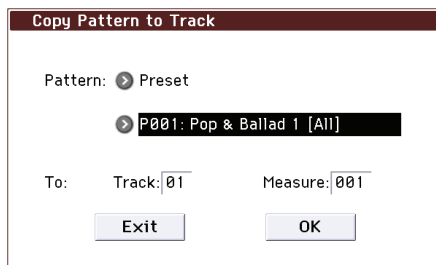 Copy Pattern to Track
Pattern: Preset
P001: Pop & Ballad 1 [All]
To: Track: 01 Measure: 001
Exit OK